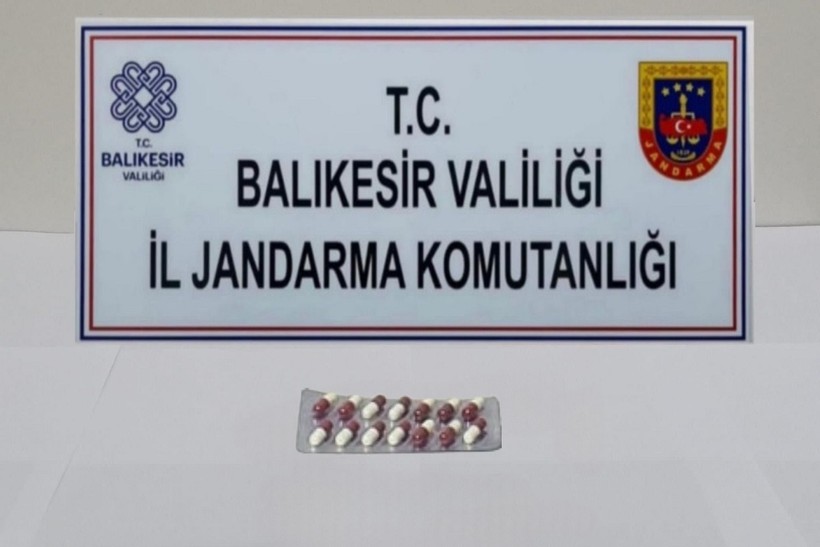 T.C.
BALIKESİR
VALİLİĞİ
T.C.
BALIKESİR VALİLİĞİ
İL JANDARMA KOMUTANLIĞI
JANDARMA